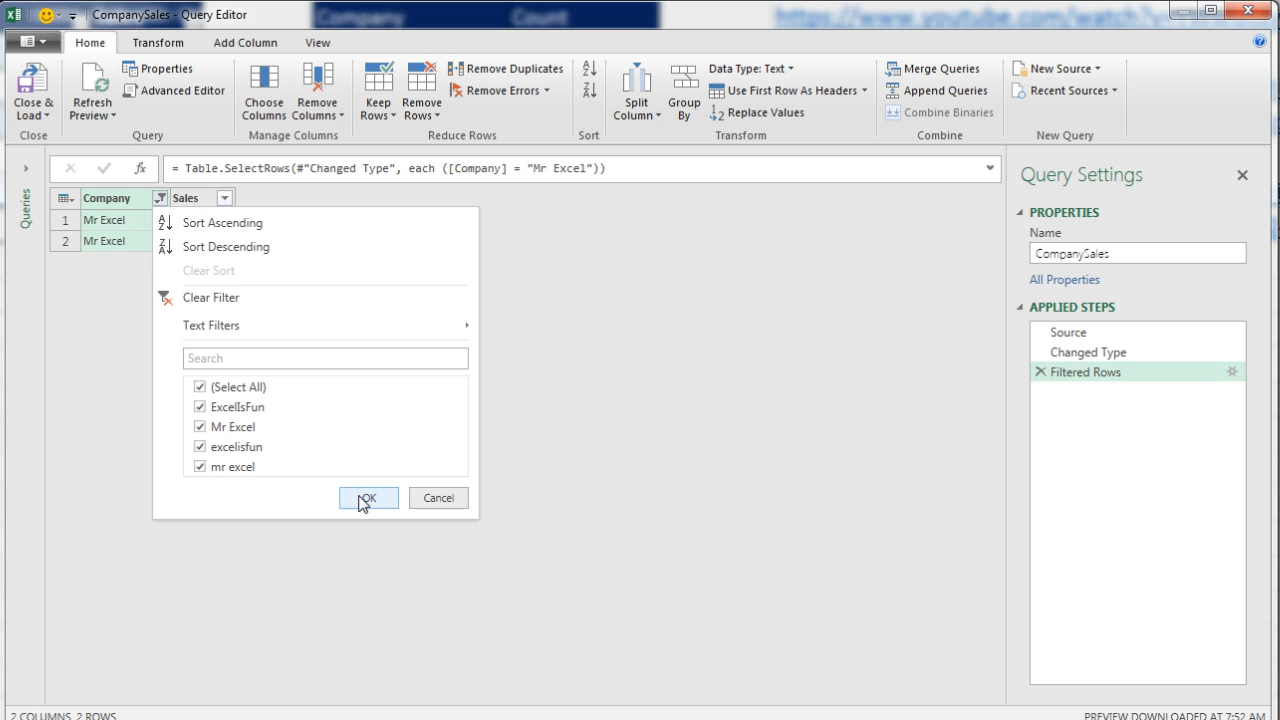 CompanySales - Query Editor
Company Count
Home Transform Add Column View
Close & Load
Close
Refresh Preview
Properties
Advanced Editor
Query
Choose Columns
Remove Columns
Manage Columns
Keep Rows
Remove Rows
Remove Duplicates
Remove Errors
Reduce Rows
Sort
Split Column
Group By
Data Type: Text
Use First Row As Headers
Replace Values
Transform
Merge Queries
Append Queries
Combine Binaries
Combine
New Source
Recent Sources
New Query
fx = Table.SelectRows(#"Changed Type", each ([Company] = "Mr Excel"))
Queries
Company Sales
1 Mr Excel
2 Mr Excel
Sort Ascending
Sort Descending
Clear Sort
Clear Filter
Text Filters
Search
(Select All)
ExcelIsFun
Mr Excel
excelisfun
mr excel
OK Cancel
Query Settings
PROPERTIES
Name
CompanySales
All Properties
APPLIED STEPS
Source
Changed Type
Filtered Rows
2 COLUMNS, 2 ROWS
PREVIEW DOWNLOADED AT 7:52 AM